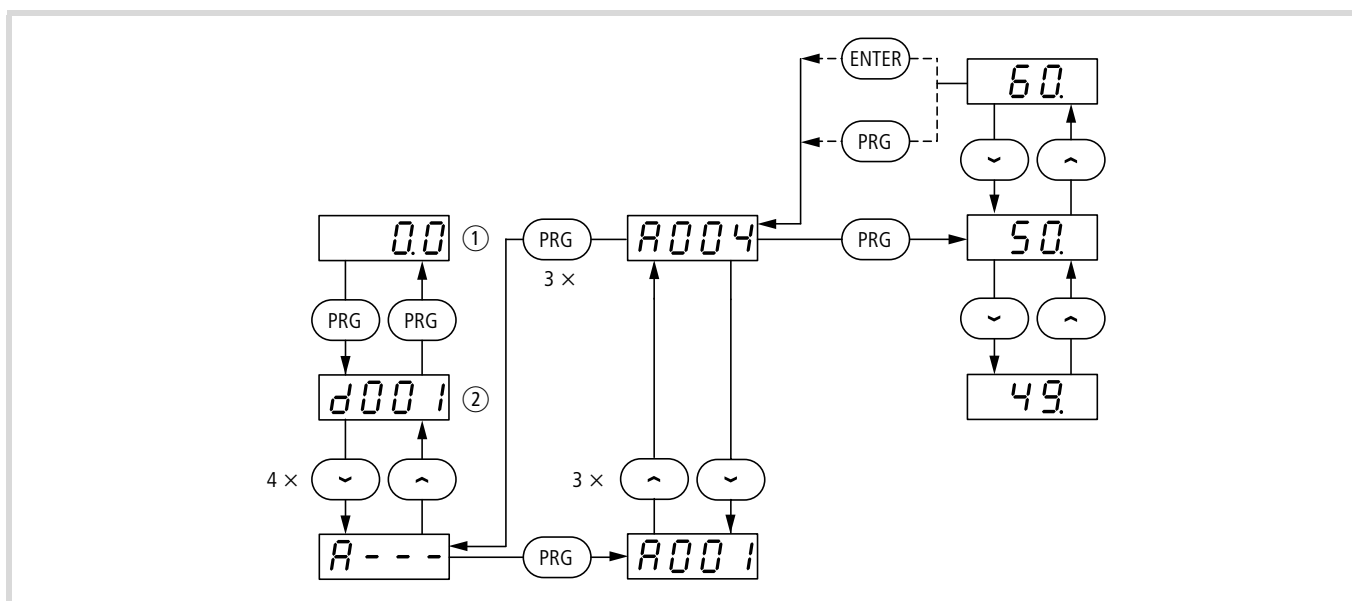 ENTER
60.
PRG
0.0 ① PRG 3 × A004 PRG 50.
PRG PRG
d001 ② 49.
4 × 3 ×
A--- PRG A001